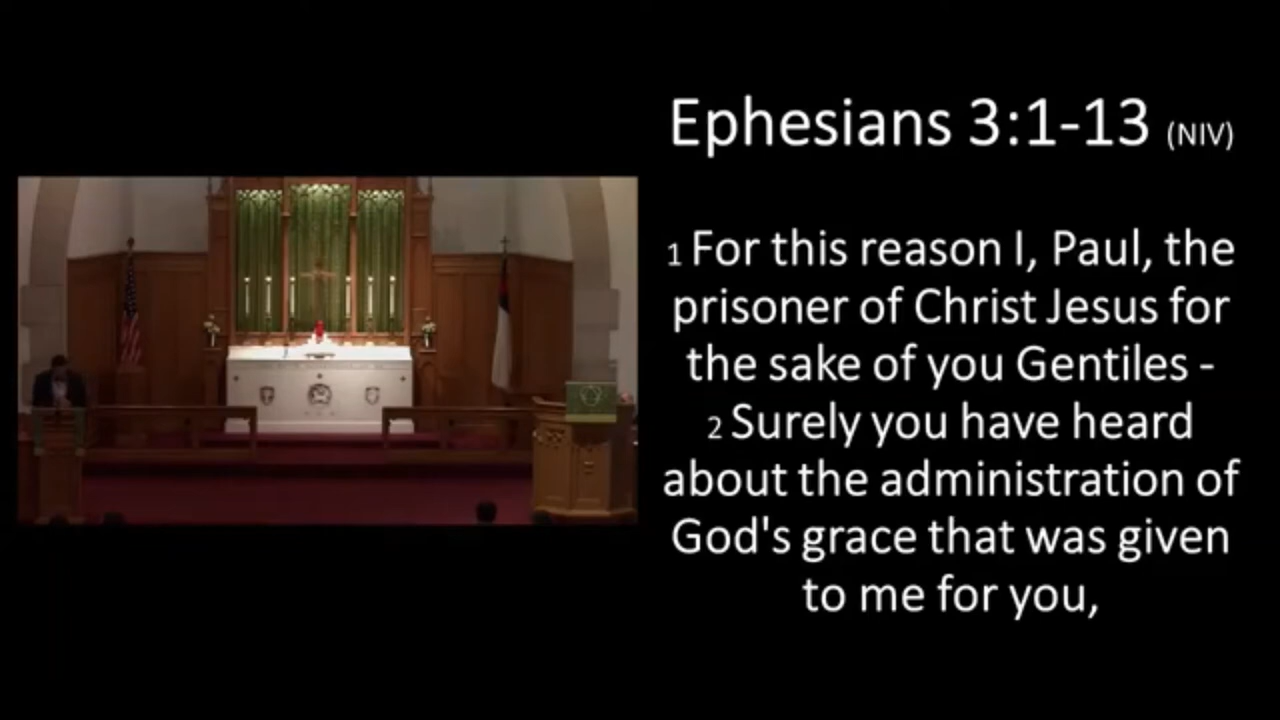 Ephesians 3:1-13 (NIV)
1 For this reason I, Paul, the
prisoner of Christ Jesus for
the sake of you Gentiles -
2 Surely you have heard
about the administration of
God's grace that was given
to me for you,